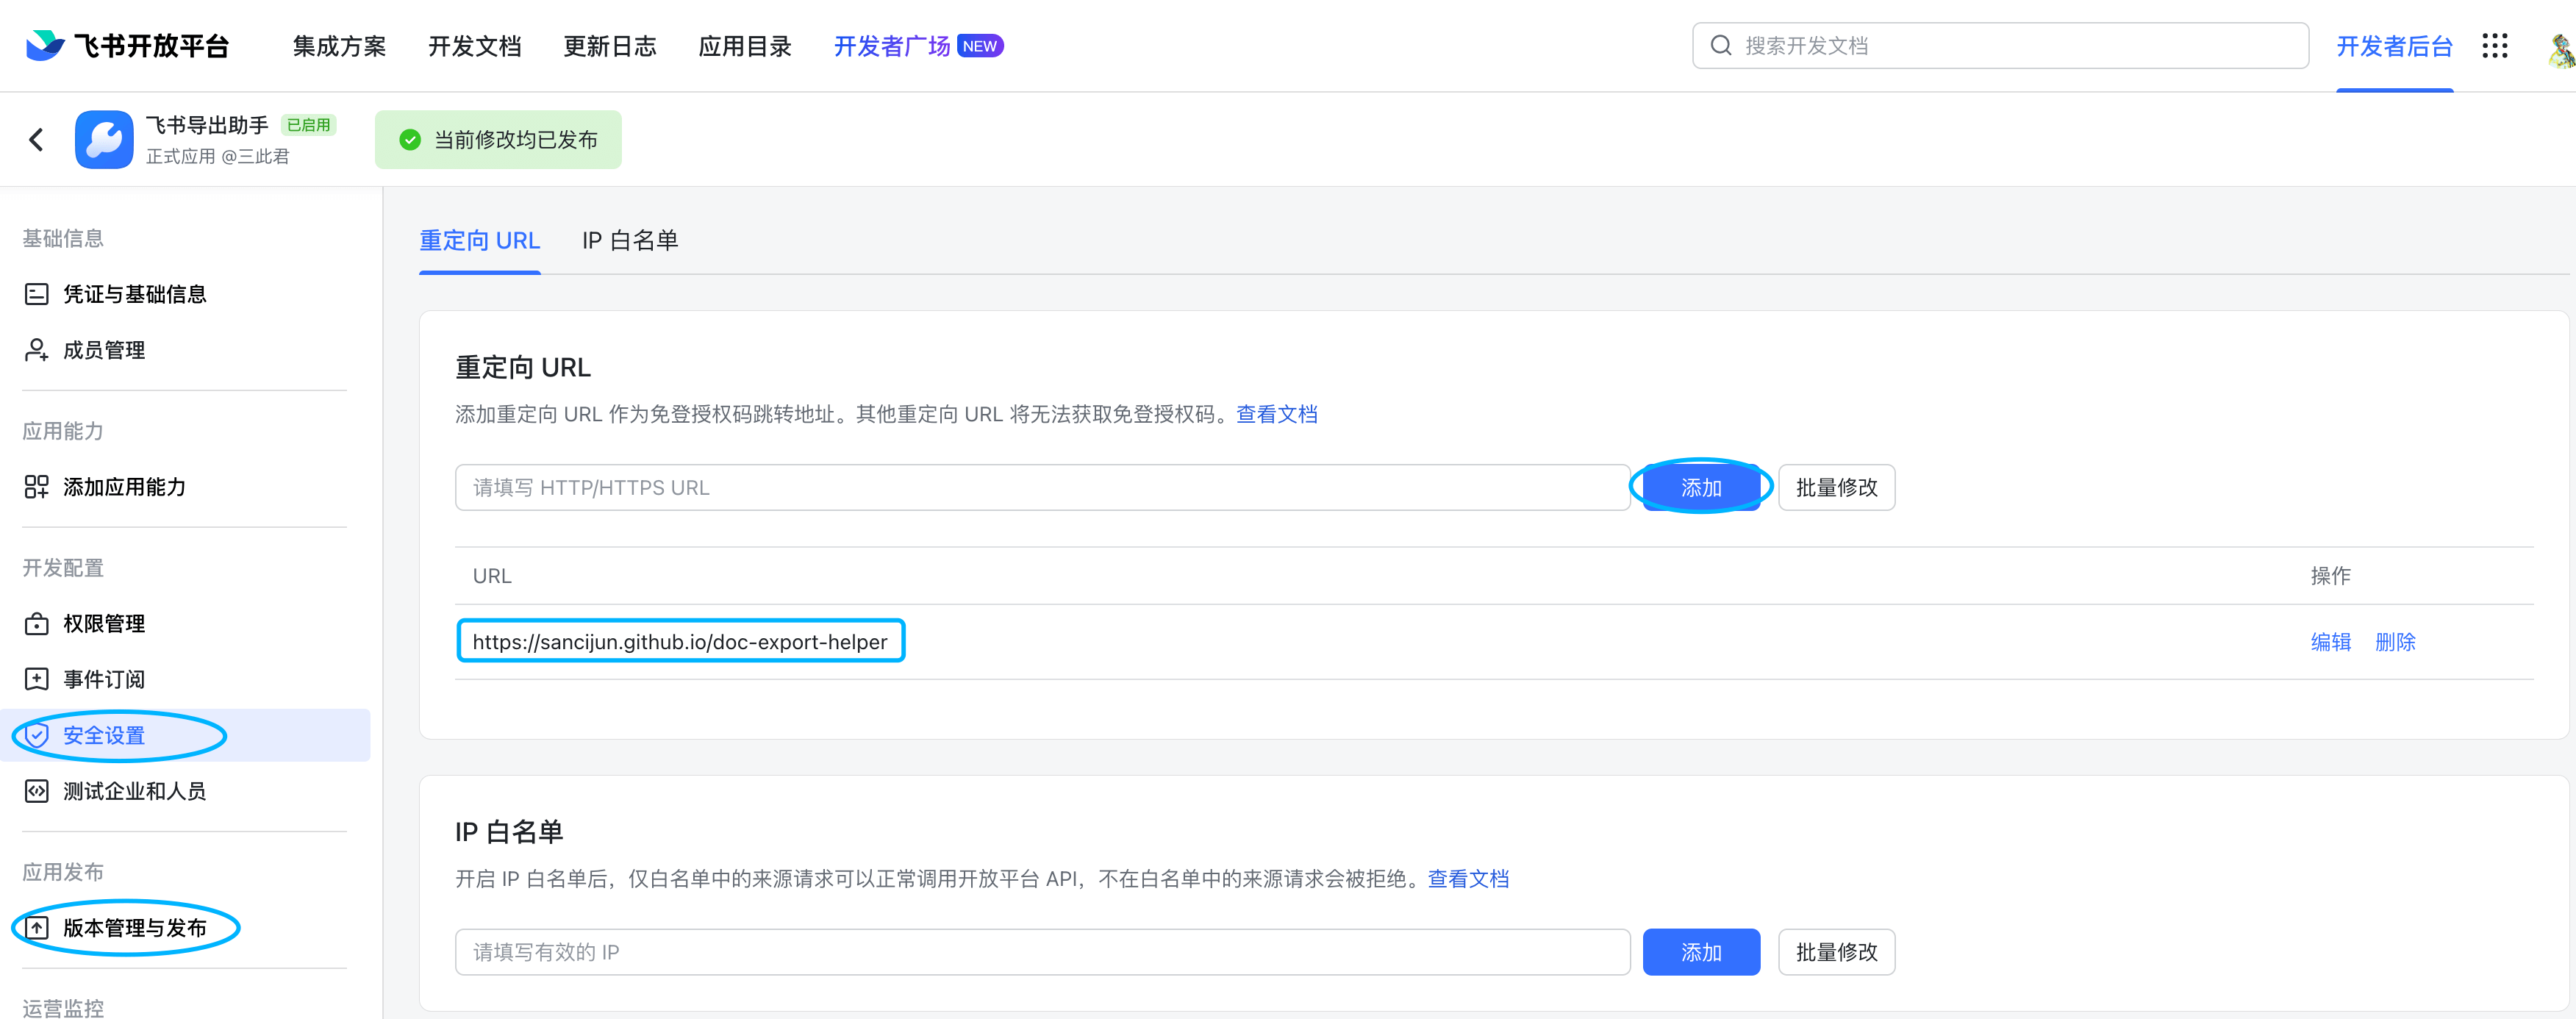 飞书开放平台 集成方案 开发文档 更新日志 应用目录 开发者广场 NEW 搜索开发文档 开发者后台
飞书导出助手 已启用
正式应用 @三此君
当前修改均已发布
基础信息
凭证与基础信息
成员管理
应用能力
添加应用能力
开发配置
权限管理
事件订阅
安全设置
测试企业和人员
应用发布
版本管理与发布
运营监控
重定向 URL IP 白名单
重定向 URL
添加重定向 URL 作为免登授权码跳转地址。其他重定向 URL 将无法获取免登授权码。查看文档
请填写 HTTP/HTTPS URL 添加 批量修改
URL 操作
https://sancijun.github.io/doc-export-helper 编辑 删除
IP 白名单
开启 IP 白名单后，仅白名单中的来源请求可以正常调用开放平台 API，不在白名单中的来源请求会被拒绝。查看文档
请填写有效的 IP 添加 批量修改